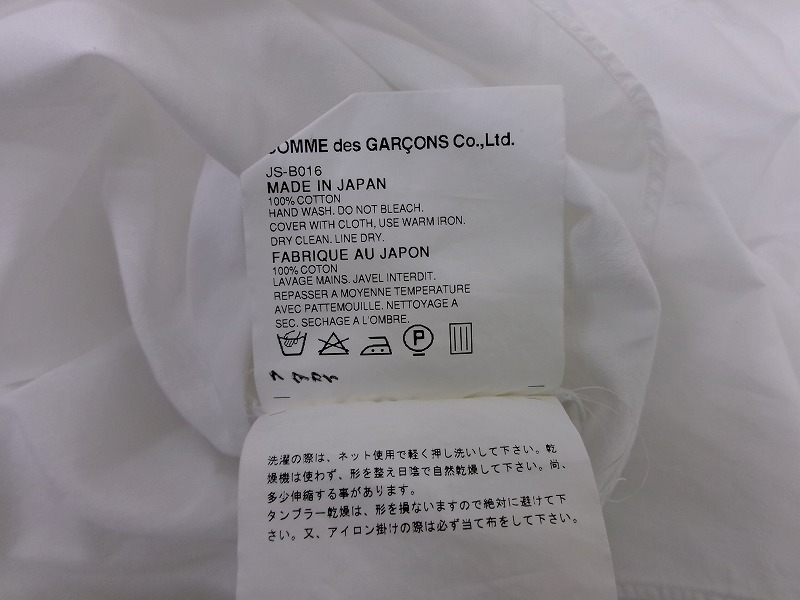 COMME des GARÇONS Co.,Ltd.
JS-B016
MADE IN JAPAN
100% COTTON
HAND WASH. DO NOT BLEACH.
COVER WITH CLOTH, USE WARM IRON.
DRY CLEAN. LINE DRY.
FABRIQUE AU JAPON
100% COTON
LAVAGE MAINS. JAVEL INTERDIT.
REPASSER A MOYENNE TEMPERATURE
AVEC PATTEMOUILLE. NETTOYAGE A
SEC. SECHAGE A L'OMBRE.
P
洗濯の際は、ネット使用で軽く押し洗いして下さい。乾
燥機は使わず、形を整え日陰で自然乾燥して下さい。尚、
多少伸縮する事があります。
タンブラー乾燥は、形を損ないますので絶対に避けて下
さい。又、アイロン掛けの際は必ず当て布をして下さい。